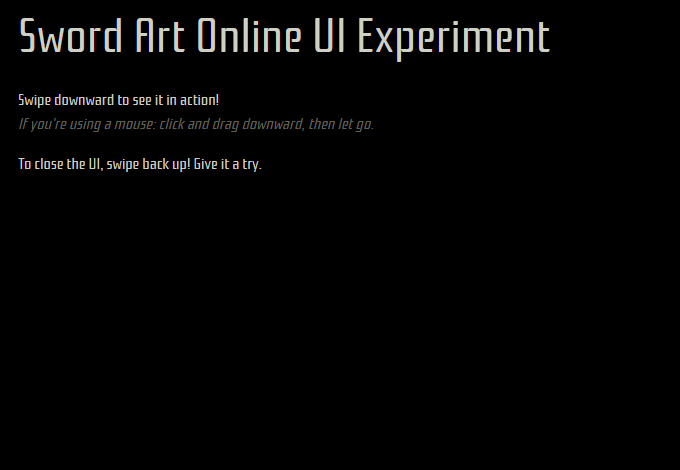 Sword Art Online UI Experiment
Swipe downward to see it in action!
If you're using a mouse: click and drag downward, then let go.
To close the UI, swipe back up! Give it a try.